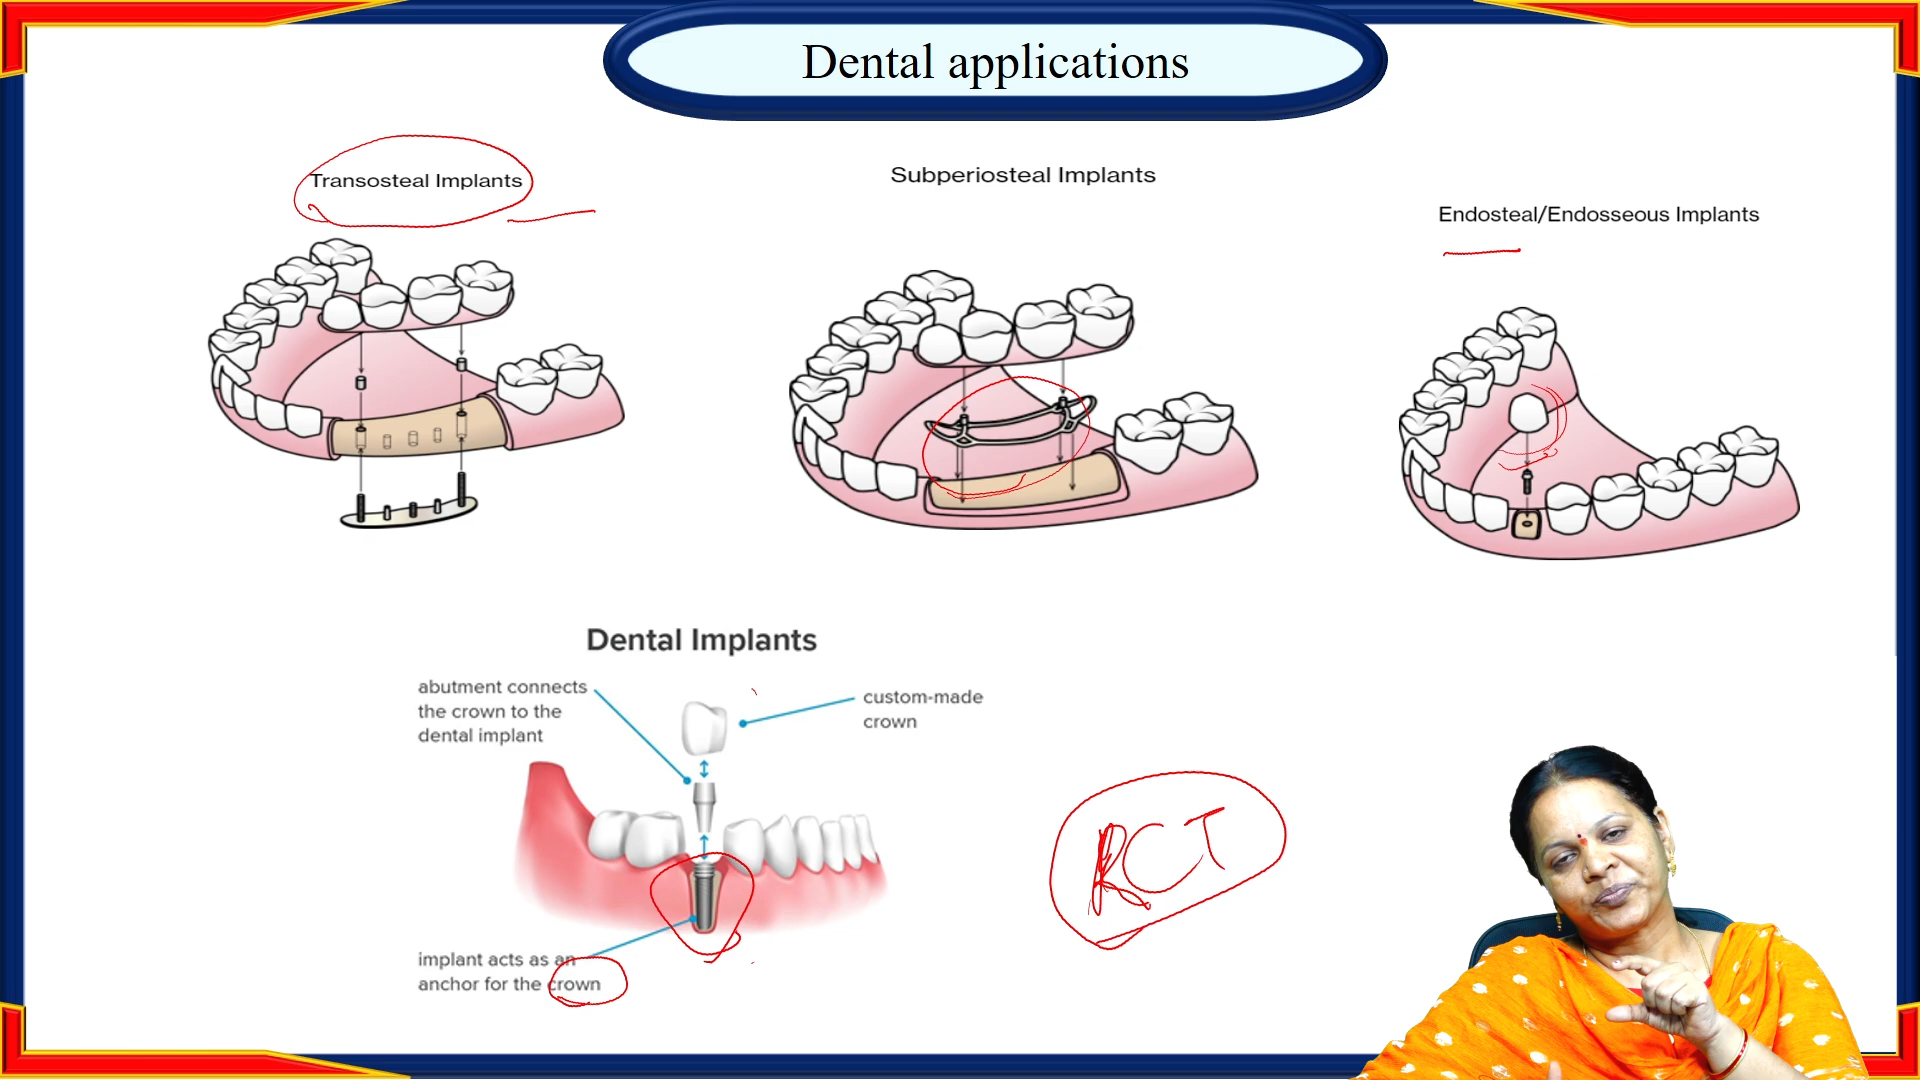 Dental applications
Transosteal Implants
Subperiosteal Implants
Endosteal/Endosseous Implants
Dental Implants
abutment connects
the crown to the
dental implant
custom-made
crown
RCT
implant acts as an
anchor for the crown